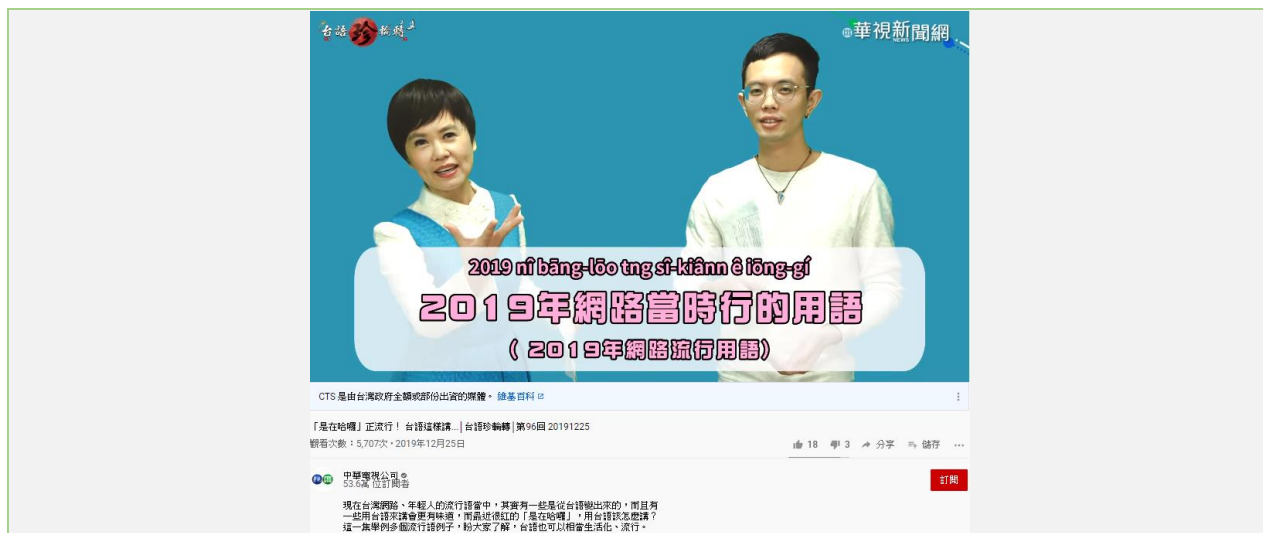 台語珍輪轉
華視新聞網
NEWS
2019 nî bāng-lōo tng sî-kiânn ê iōng-gí
2019年網路當時行的用語
( 2019年網路流行用語)
CTS 是由台灣政府全額或部份出資的媒體。 維基百科
「是在哈囉」正流行! 台語這樣講...│台語珍輪轉│第96回 20191225
觀看次數:5,707次・2019年12月25日
18 3 分享 儲存 ...
中華電視公司
53.6萬 位訂閱者
訂閱
現在台灣網路、年輕人的流行語當中,其實有一些是從台語變出來的,而且有
一些用台語來講會更有味道,而最近很紅的「是在哈囉」,用台語該怎麼講?
這一集舉例多個流行語例子,盼大家了解,台語也可以相當生活化、流行。